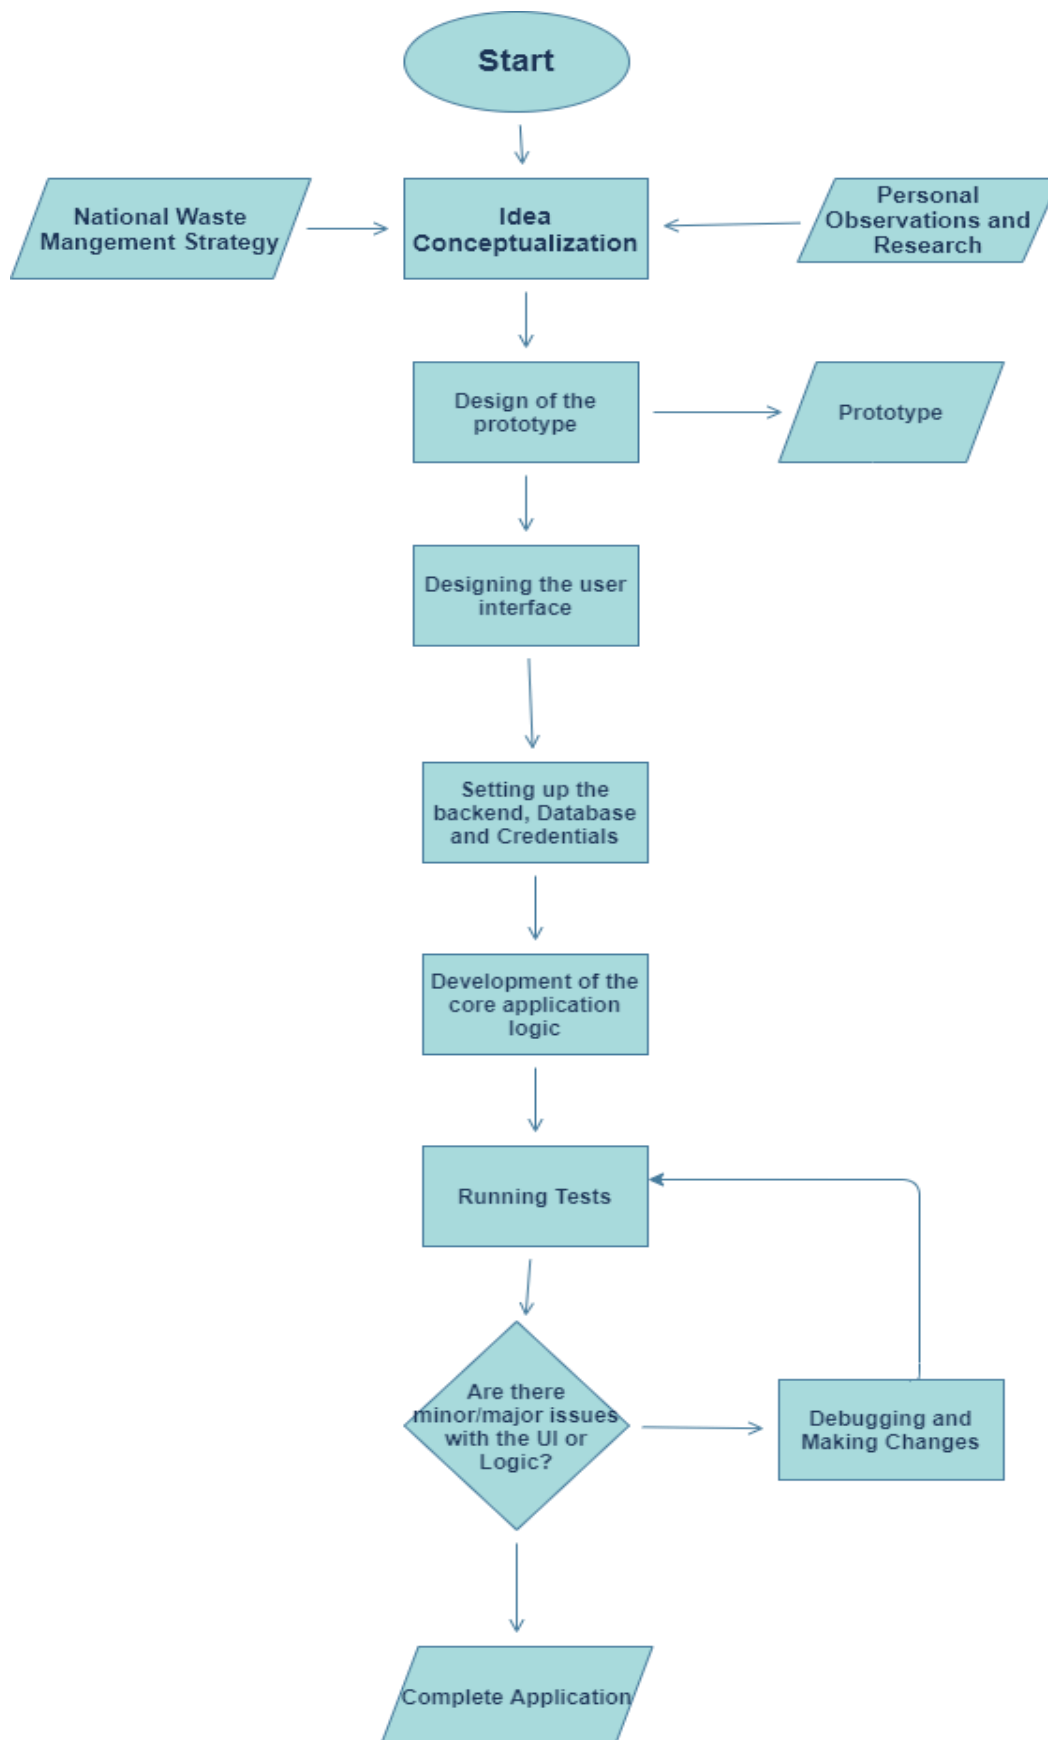 Start
National Waste
Mangement Strategy
Idea
Conceptualization
Personal
Observations and
Research
Design of the
prototype
Prototype
Designing the user
interface
Setting up the
backend, Database
and Credentials
Development of the
core application
logic
Running Tests
Are there
minor/major issues
with the UI or
Logic?
Debugging and
Making Changes
Complete Application